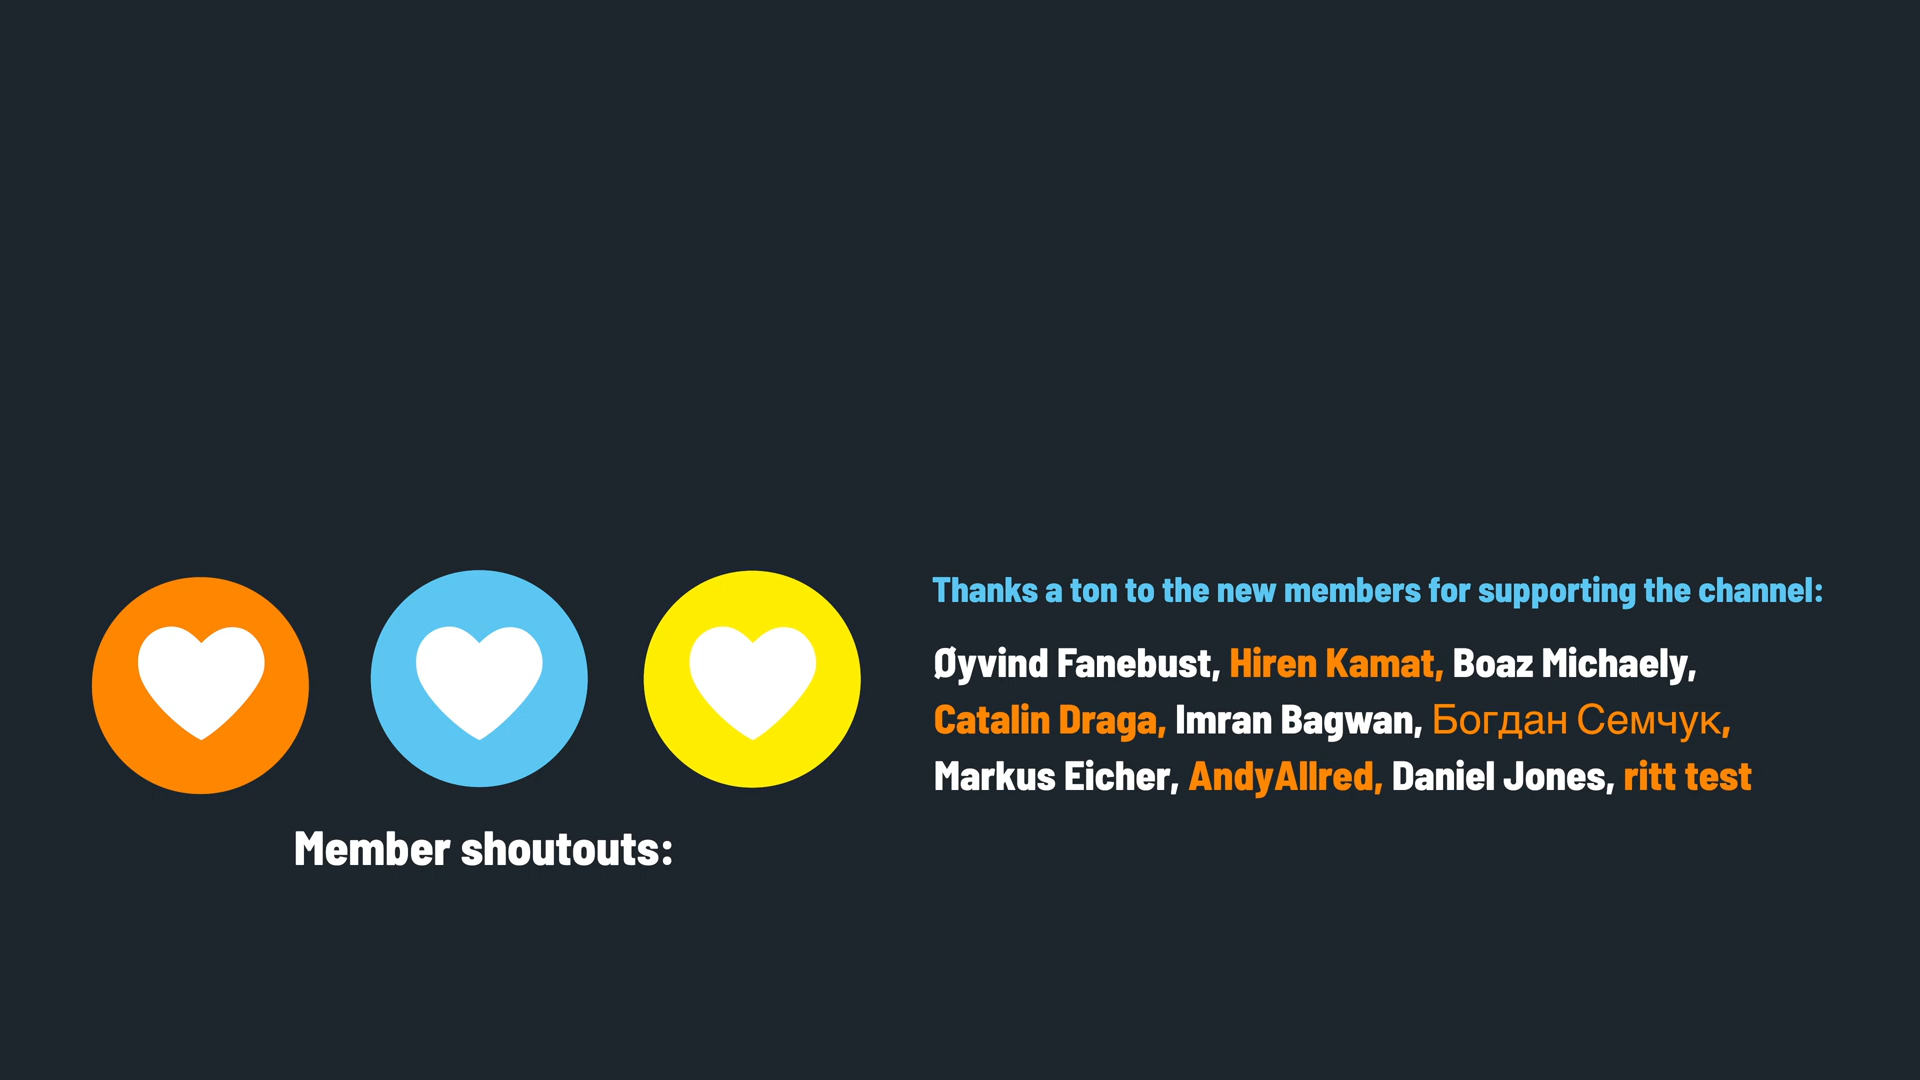 Thanks a ton to the new members for supporting the channel:
Øyvind Fanebust, Hiren Kamat, Boaz Michaely,
Catalin Draga, Imran Bagwan, Богдан Семчук,
Markus Eicher, AndyAllred, Daniel Jones, ritt test
Member shoutouts: